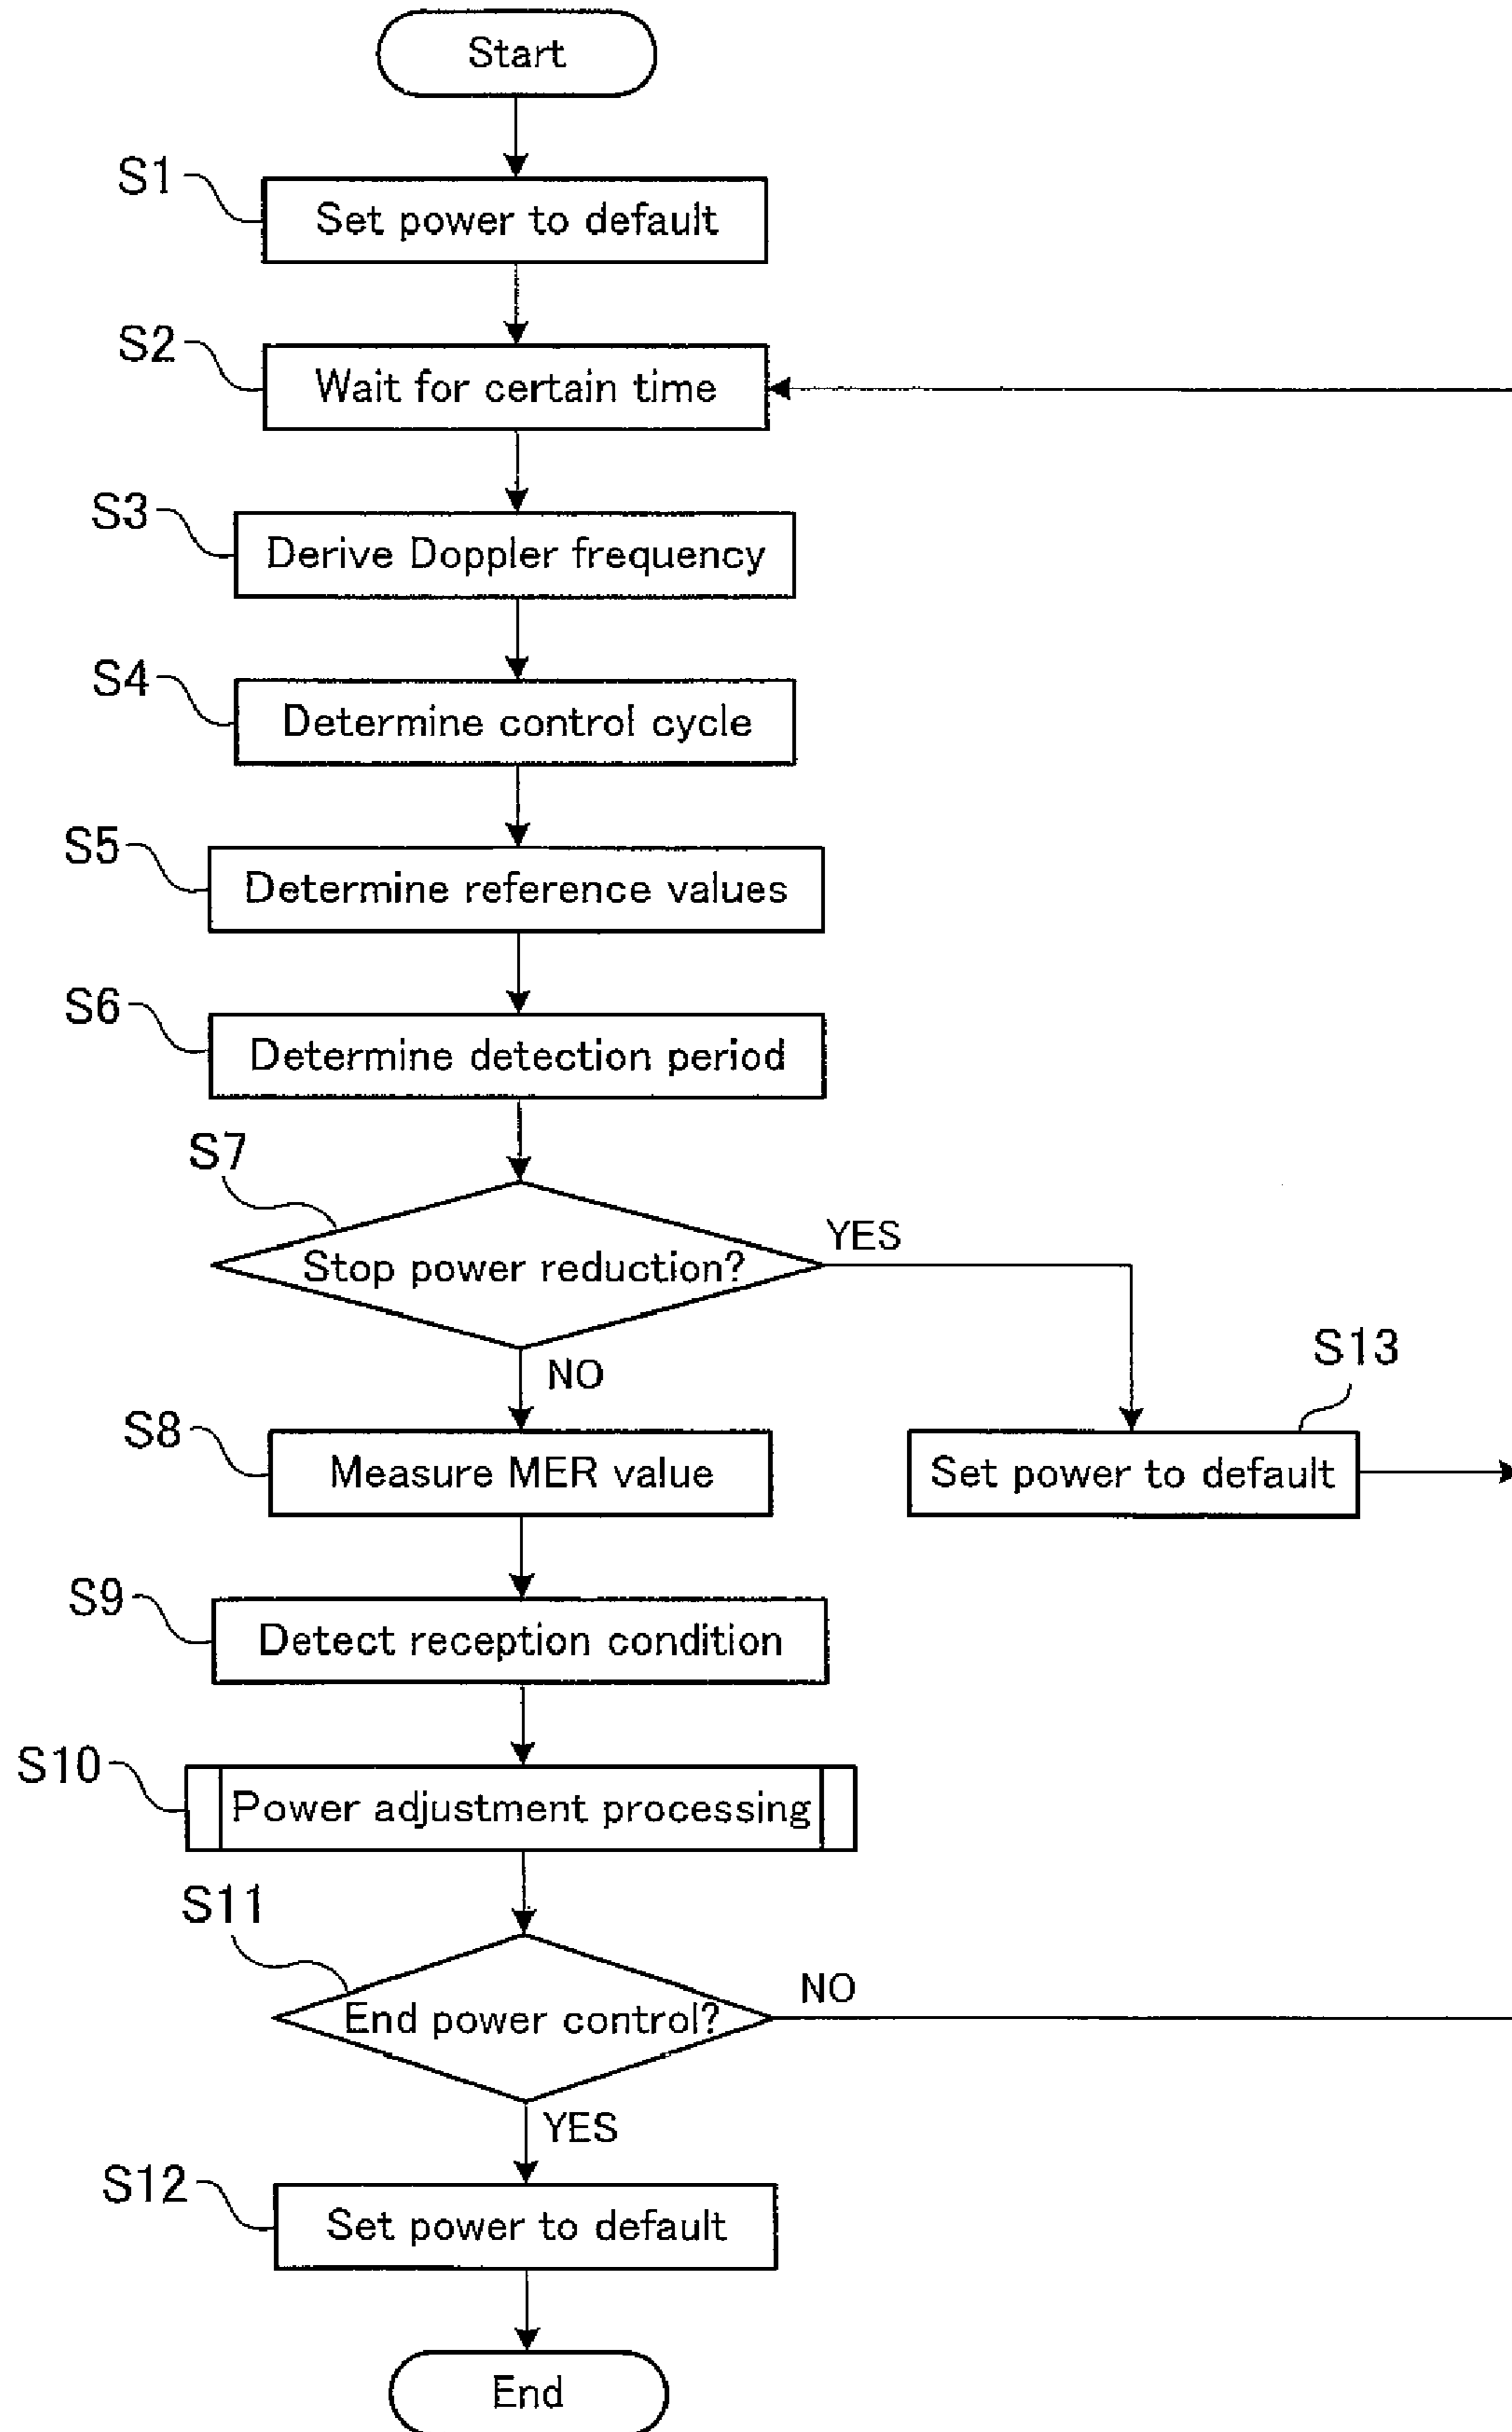 Start
S1
Set power to default
S2
Wait for certain time
S3
Derive Doppler frequency
S4
Determine control cycle
S5
Determine reference values
S6
Determine detection period
S7
Stop power reduction?
YES
NO
S13
Set power to default
S8
Measure MER value
S9
Detect reception condition
S10
Power adjustment processing
S11
End power control?
NO
YES
S12
Set power to default
End